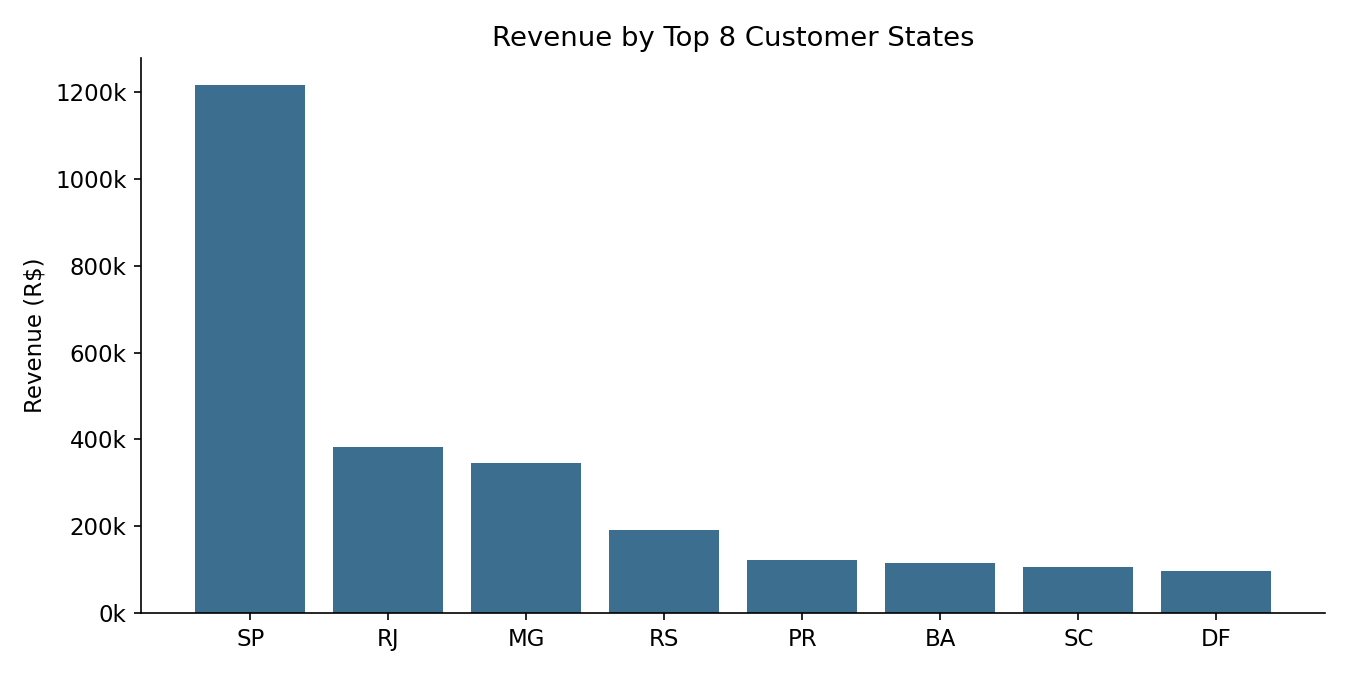 Revenue by Top 8 Customer States
1200k
1000k
800k
600k
400k
200k
0k
Revenue (R$)
SP RJ MG RS PR BA SC DF